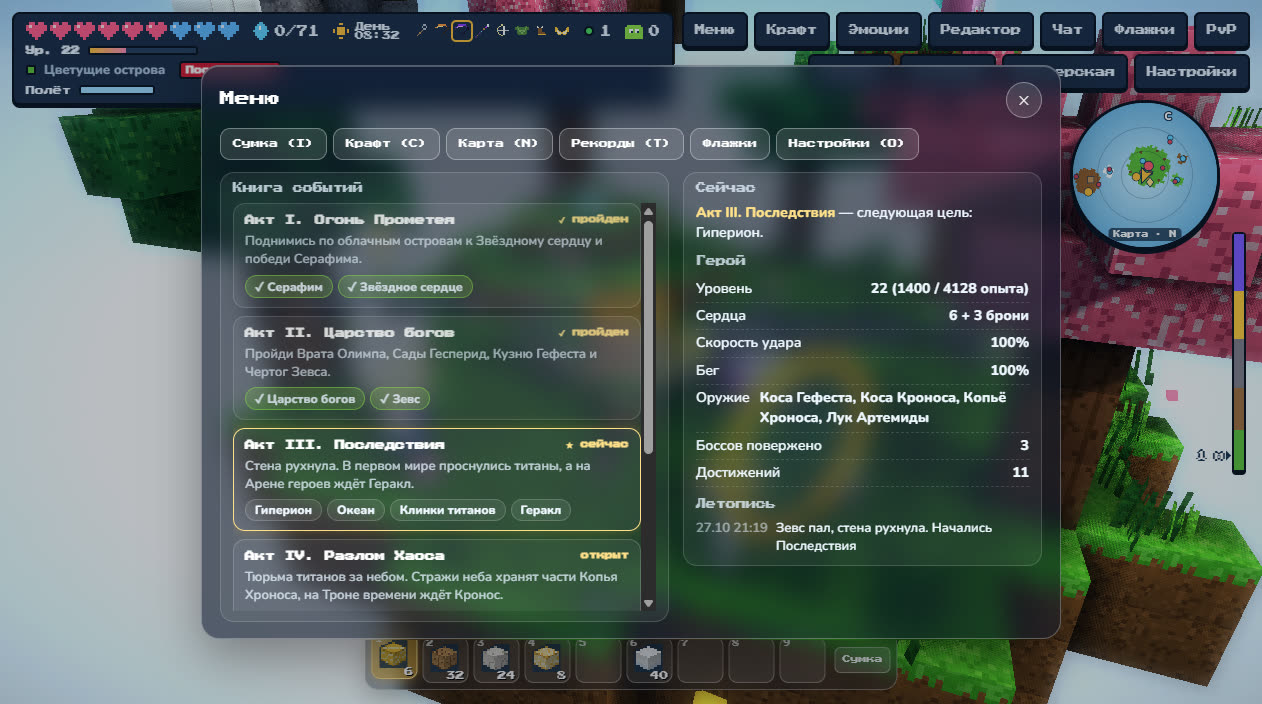 0/71
День
08:32
1
0
Меню
Крафт
Эмоции
Редактор
Чат
Флажки
PvP
Ур. 22
Цветущие острова
Настройки
Полёт
Меню
×
Сумка (I)
Крафт (C)
Карта (N)
Рекорды (T)
Флажки
Настройки (O)
Книга событий
Акт I. Огонь Прометея
✓ пройден
Поднимись по облачным островам к Звёздному сердцу и
победи Серафима.
✓ Серафим
✓ Звёздное сердце
Акт II. Царство богов
✓ пройден
Пройди Врата Олимпа, Сады Гесперид, Кузню Гефеста и
Чертог Зевса.
✓ Царство богов
✓ Зевс
Акт III. Последствия
★ сейчас
Стена рухнула. В первом мире проснулись титаны, а на
Арене героев ждёт Геракл.
Гиперион
Океан
Клинки титанов
Геракл
Акт IV. Разлом Хаоса
открыт
Тюрьма титанов за небом. Стражи неба хранят части Копья
Хроноса, на Троне времени ждёт Кронос.
Сейчас
Акт III. Последствия — следующая цель:
Гиперион.
Герой
Уровень 22 (1400 / 4128 опыта)
Сердца 6 + 3 брони
Скорость удара 100%
Бег 100%
Оружие Коса Гефеста, Коса Кроноса, Копьё
Хроноса, Лук Артемиды
Боссов повержено 3
Достижений 11
Летопись
27.10 21:19 Зевс пал, стена рухнула. Начались
Последствия
С
Карта · N
6
2
32
3
24
4
8
5
6
40
7
8
9
Сумка